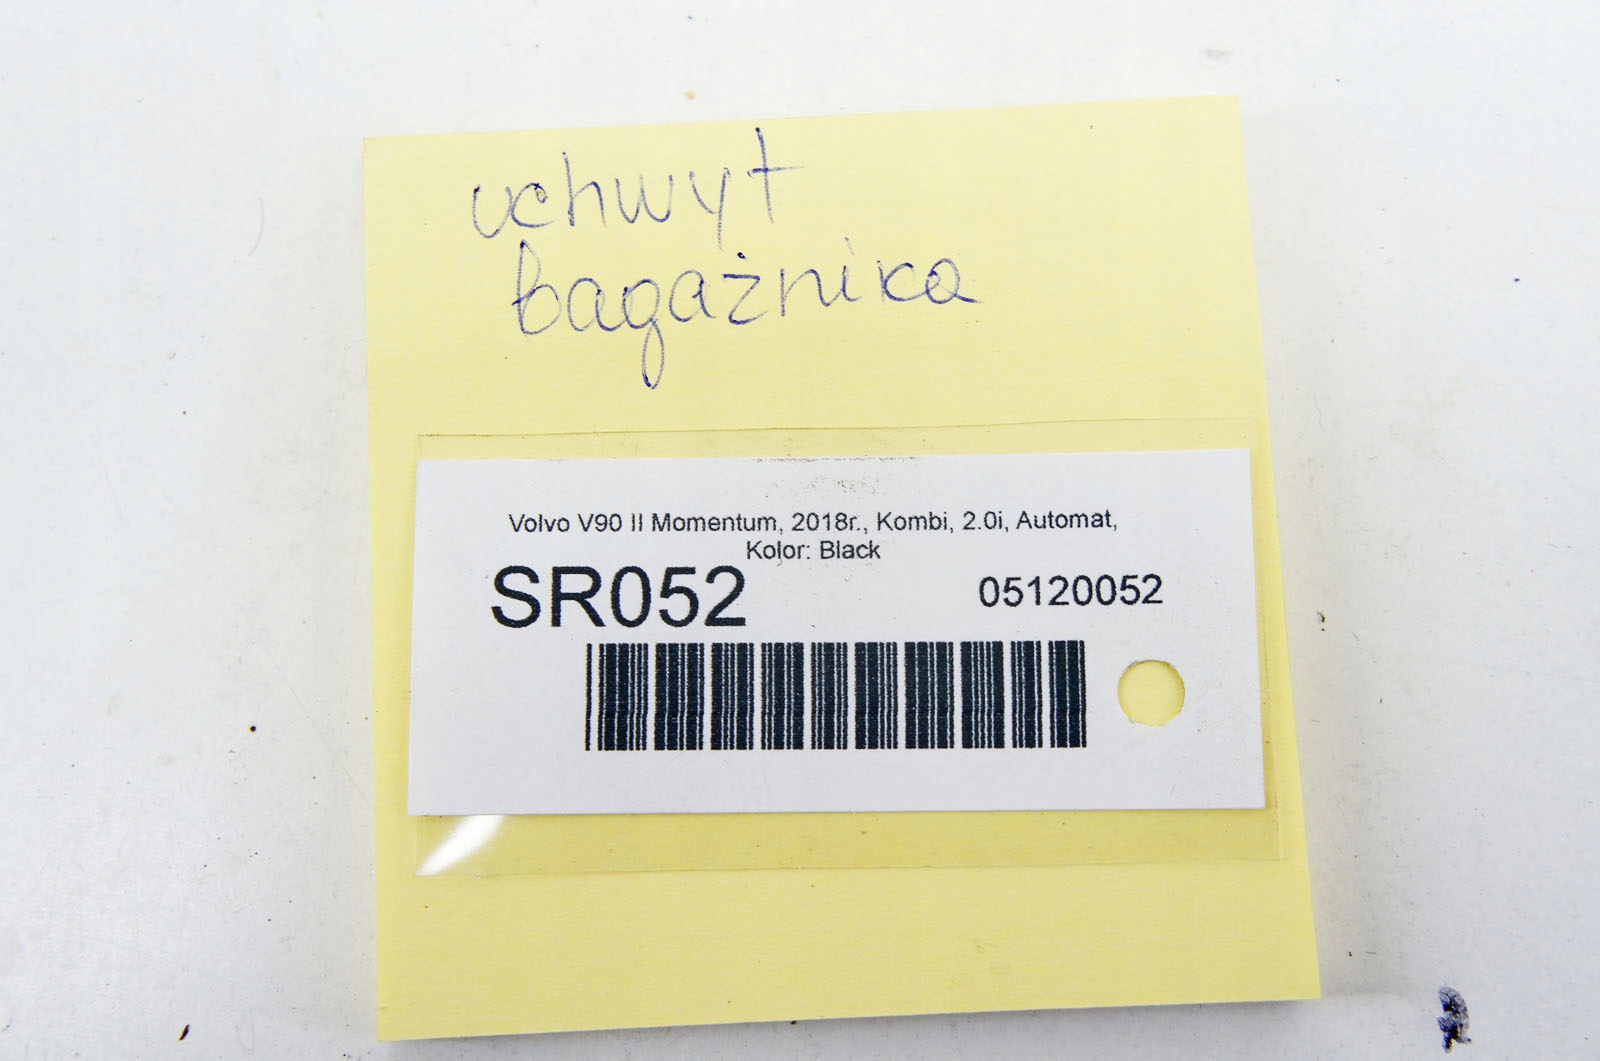 uchwyt
bagażnika
Volvo V90 II Momentum, 2018r., Kombi, 2.0i, Automat,
Kolor: Black
SR052 05120052